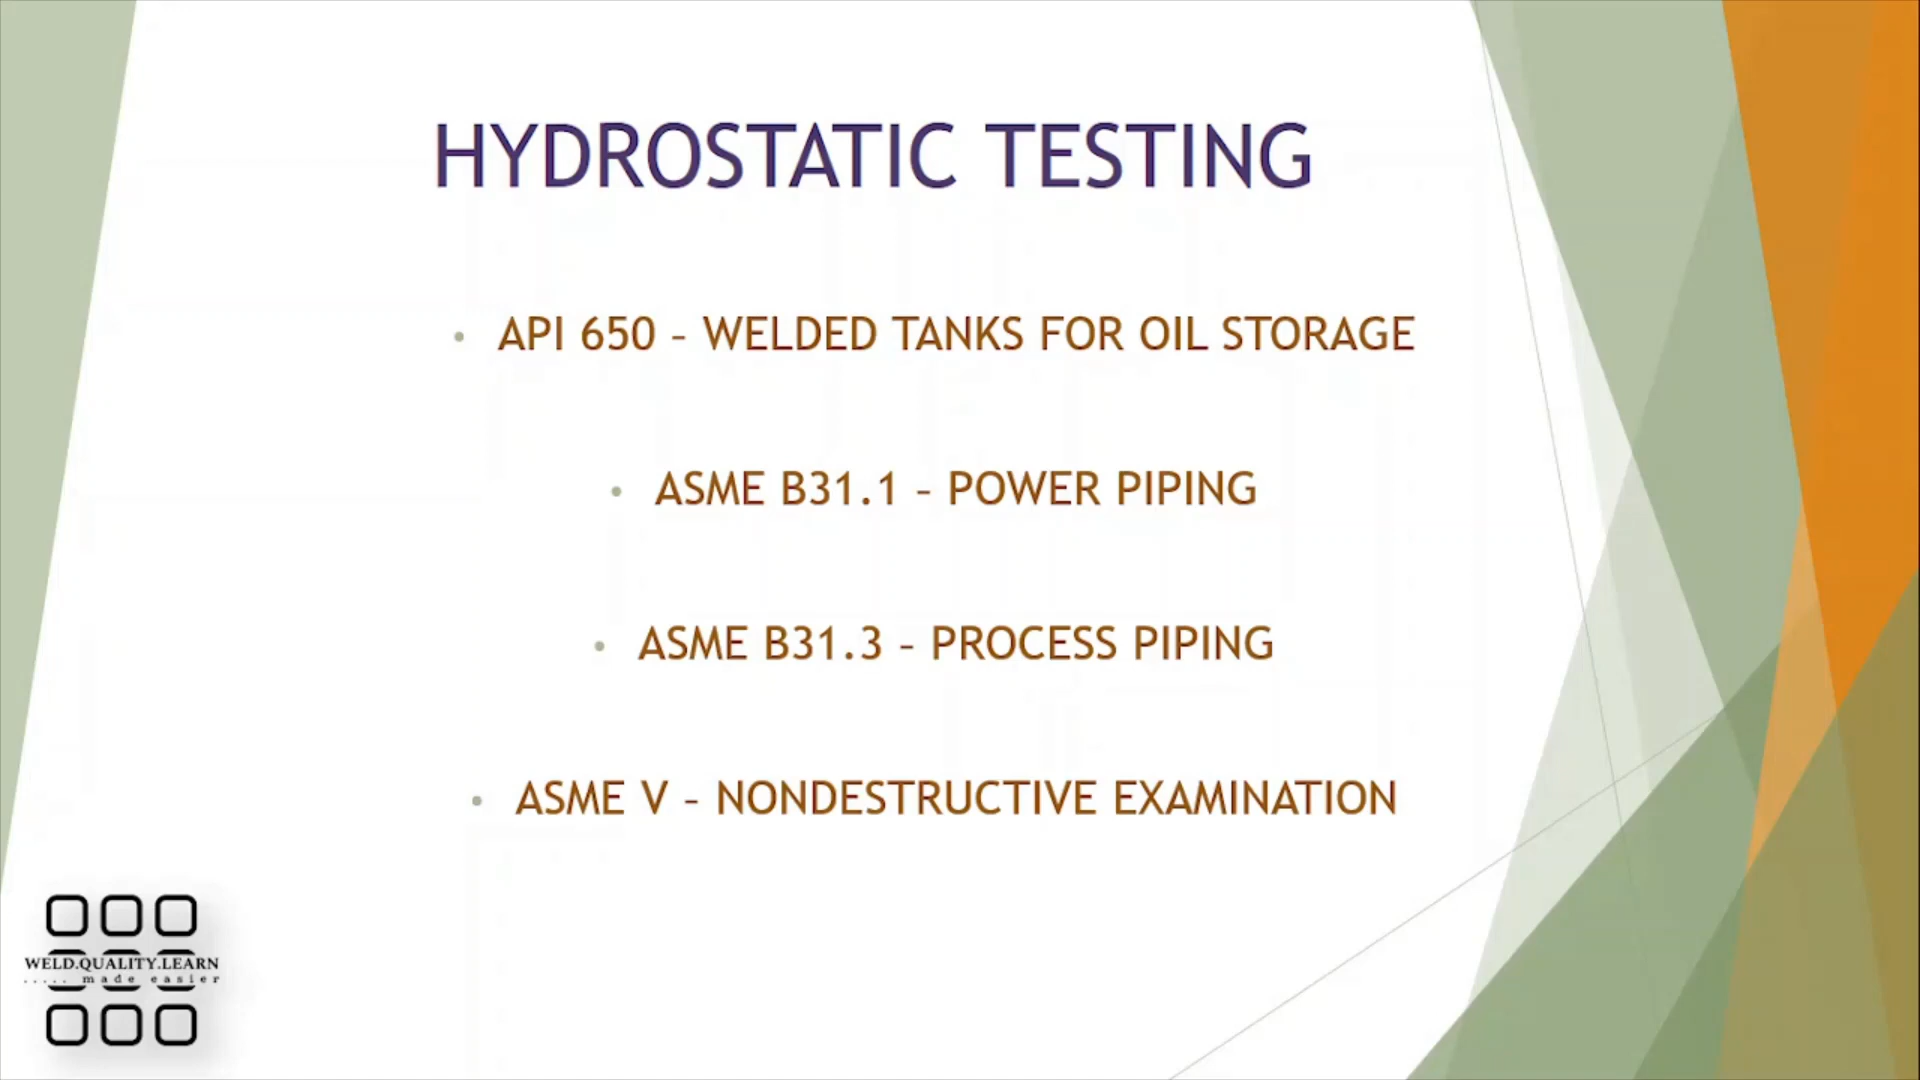 HYDROSTATIC TESTING
• API 650 – WELDED TANKS FOR OIL STORAGE
• ASME B31.1 – POWER PIPING
• ASME B31.3 – PROCESS PIPING
• ASME V – NONDESTRUCTIVE EXAMINATION
WELD.QUALITY.LEARN
..... made easier